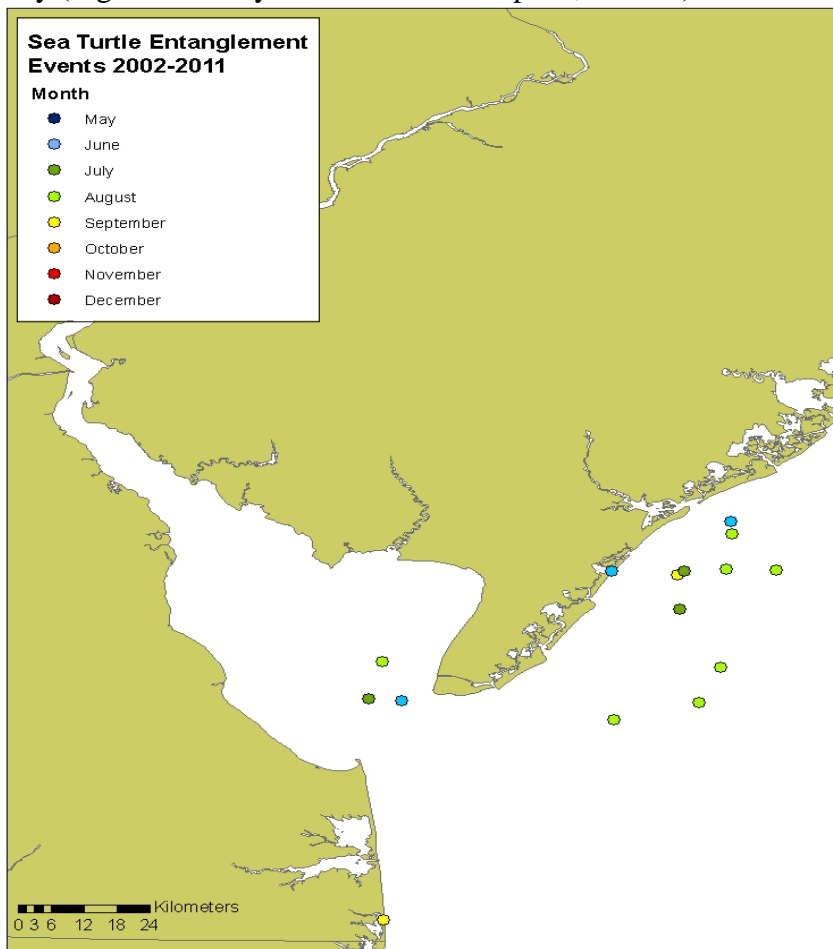 Sea Turtle Entanglement
Events 2002-2011
Month
May
June
July
August
September
October
November
December
Kilometers
0 3 6 12 18 24